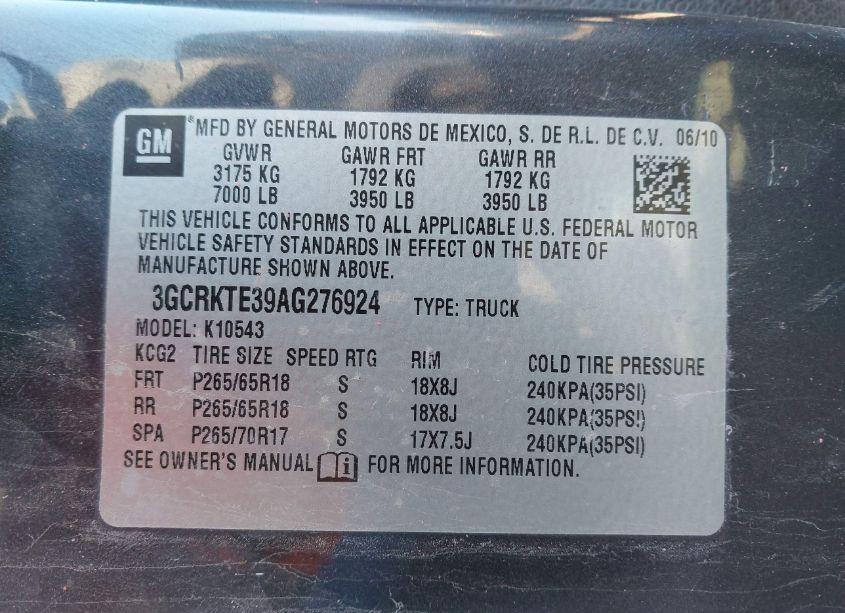 GM ® MFD BY GENERAL MOTORS DE MEXICO, S. DE R.L. DE C.V. 06/10
GVWR GAWR FRT GAWR RR
3175 KG 1792 KG 1792 KG
7000 LB 3950 LB 3950 LB
THIS VEHICLE CONFORMS TO ALL APPLICABLE U.S. FEDERAL MOTOR
VEHICLE SAFETY STANDARDS IN EFFECT ON THE DATE OF
MANUFACTURE SHOWN ABOVE.
3GCRKTE39AG276924 TYPE: TRUCK
MODEL: K10543
KCG2 TIRE SIZE SPEED RTG RIM COLD TIRE PRESSURE
FRT P265/65R18 S 18X8J 240KPA(35PSI)
RR P265/65R18 S 18X8J 240KPA(35PSI)
SPA P265/70R17 S 17X7.5J 240KPA(35PSI)
SEE OWNER'S MANUAL i FOR MORE INFORMATION.